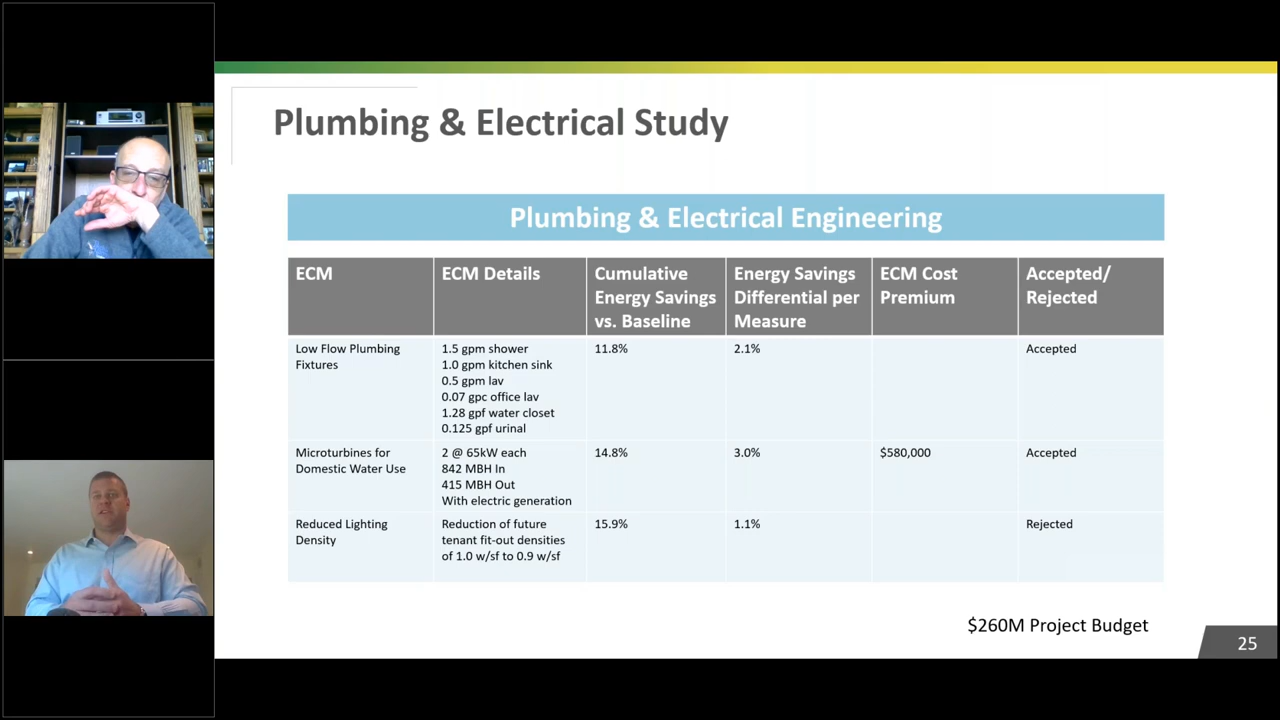 Plumbing & Electrical Study
Plumbing & Electrical Engineering
ECM
ECM Details
Cumulative
Energy Savings
vs. Baseline
Energy Savings
Differential per
Measure
ECM Cost
Premium
Accepted/
Rejected
Low Flow Plumbing
Fixtures
1.5 gpm shower
1.0 gpm kitchen sink
0.5 gpm lav
0.07 gpc office lav
1.28 gpf water closet
0.125 gpf urinal
11.8%
2.1%
Accepted
Microturbines for
Domestic Water Use
2 @ 65kW each
842 MBH In
415 MBH Out
With electric generation
14.8%
3.0%
$580,000
Accepted
Reduced Lighting
Density
Reduction of future
tenant fit-out densities
of 1.0 w/sf to 0.9 w/sf
15.9%
1.1%
Rejected
$260M Project Budget
25